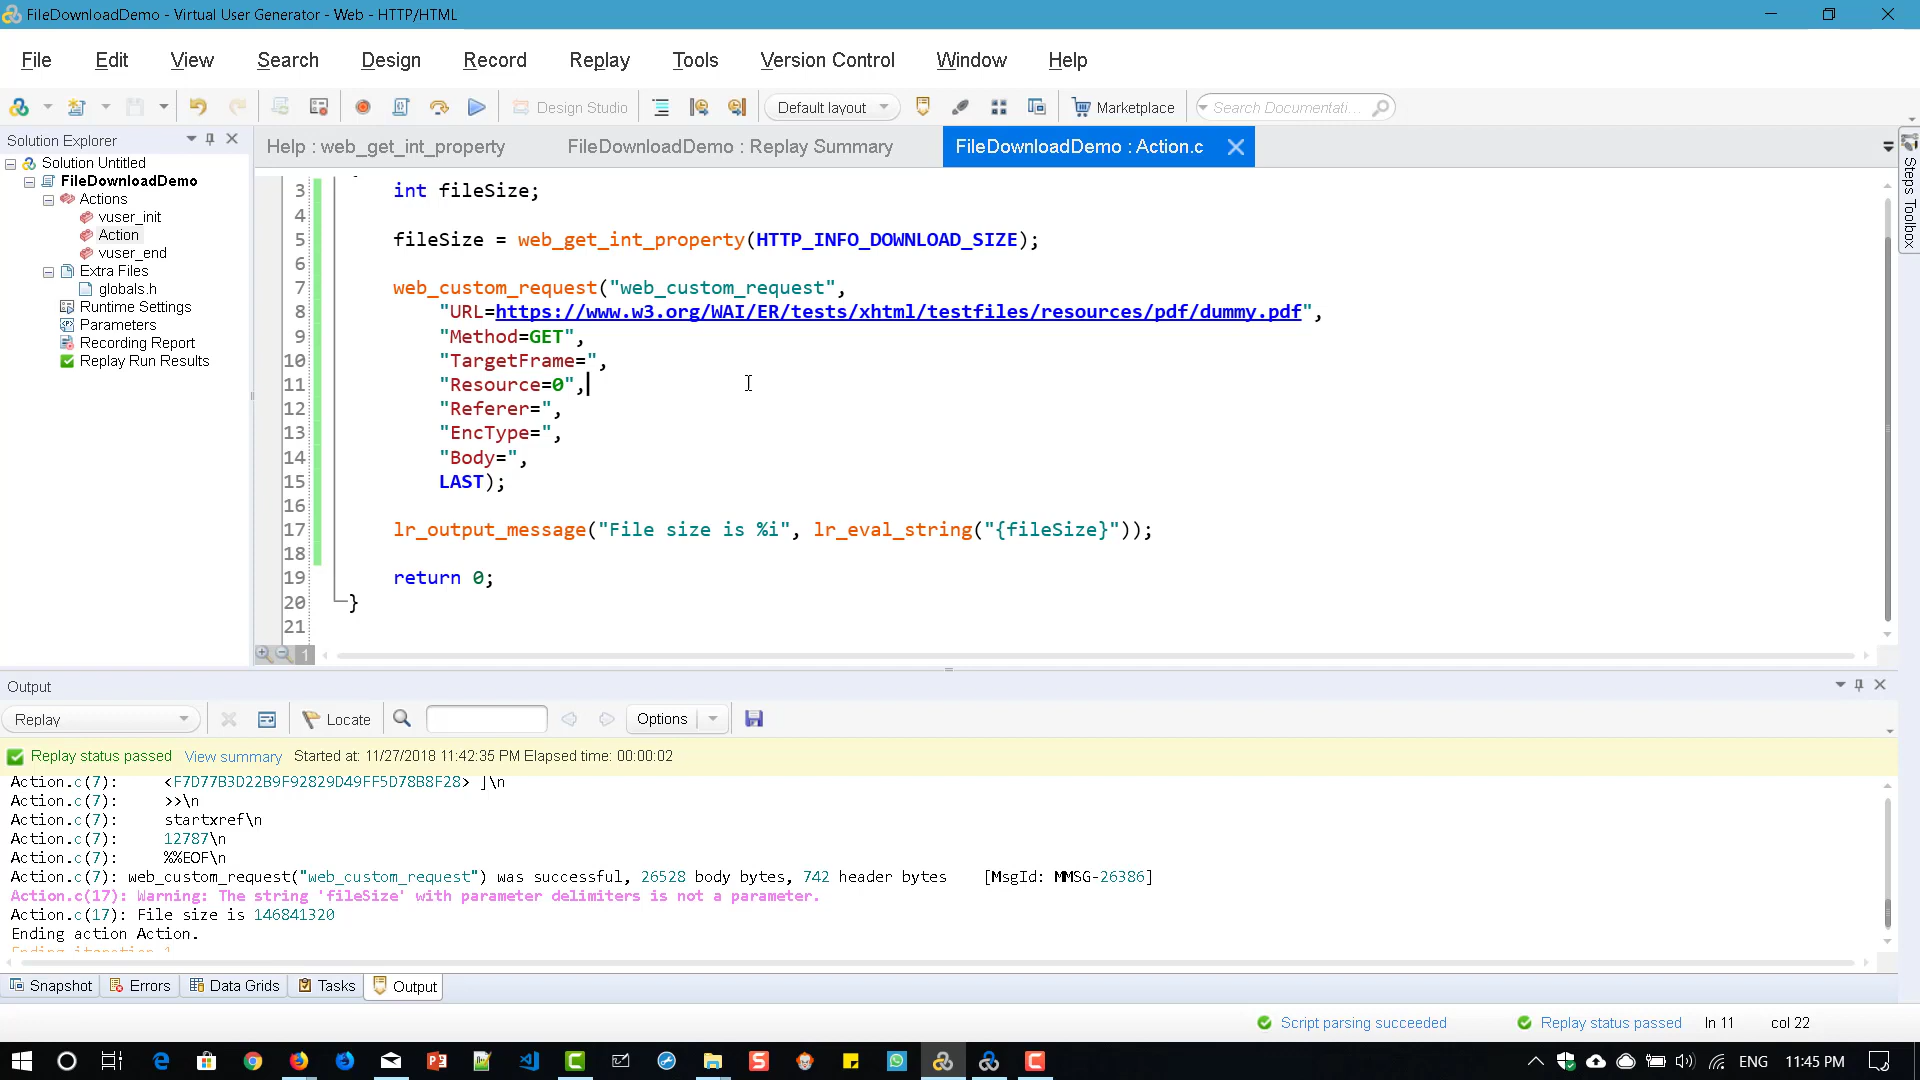 FileDownloadDemo - Virtual User Generator - Web - HTTP/HTML
File Edit View Search Design Record Replay Tools Version Control Window Help
Design Studio Default layout Marketplace Search Documentati...
Solution Explorer
Help : web_get_int_property FileDownloadDemo : Replay Summary FileDownloadDemo : Action.c
Solution Untitled
FileDownloadDemo
Actions
vuser_init
Action
vuser_end
Extra Files
globals.h
Runtime Settings
Parameters
Recording Report
Replay Run Results
3 int fileSize;
4
5 fileSize = web_get_int_property(HTTP_INFO_DOWNLOAD_SIZE);
6
7 web_custom_request("web_custom_request",
8 "URL=https://www.w3.org/WAI/ER/tests/xhtml/testfiles/resources/pdf/dummy.pdf",
9 "Method=GET",
10 "TargetFrame=",
11 "Resource=0",
12 "Referer=",
13 "EncType=",
14 "Body=",
15 LAST);
16
17 lr_output_message("File size is %i", lr_eval_string("{fileSize}"));
18
19 return 0;
20 }
21
1
Steps Toolbox
Output
Replay Locate Options
Replay status passed View summary Started at: 11/27/2018 11:42:35 PM Elapsed time: 00:00:02
Action.c(7): <F7D77B3D22B9F92829D49FF5D78B8F28> ]\n
Action.c(7): >>\n
Action.c(7): startxref\n
Action.c(7): 12787\n
Action.c(7): %%EOF\n
Action.c(7): web_custom_request("web_custom_request") was successful, 26528 body bytes, 742 header bytes [MsgId: MMSG-26386]
Action.c(17): Warning: The string 'fileSize' with parameter delimiters is not a parameter.
Action.c(17): File size is 146841320
Ending action Action.
Ending iteration 1.
Snapshot Errors Data Grids Tasks Output
Script parsing succeeded Replay status passed ln 11 col 22
ENG 11:45 PM